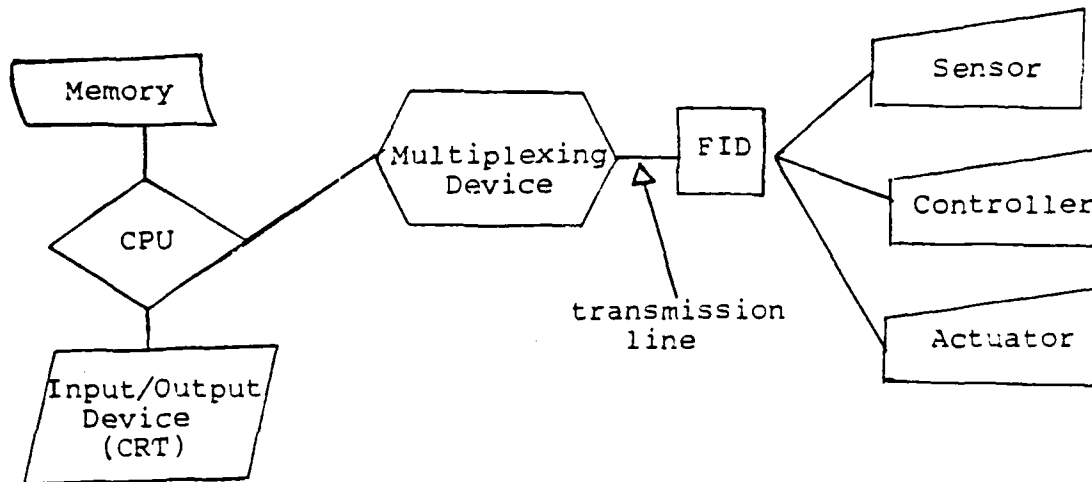 Memory
CPU
Input/Output
Device
(CRT)
Multiplexing
Device
transmission
line
FID
Sensor
Controller
Actuator